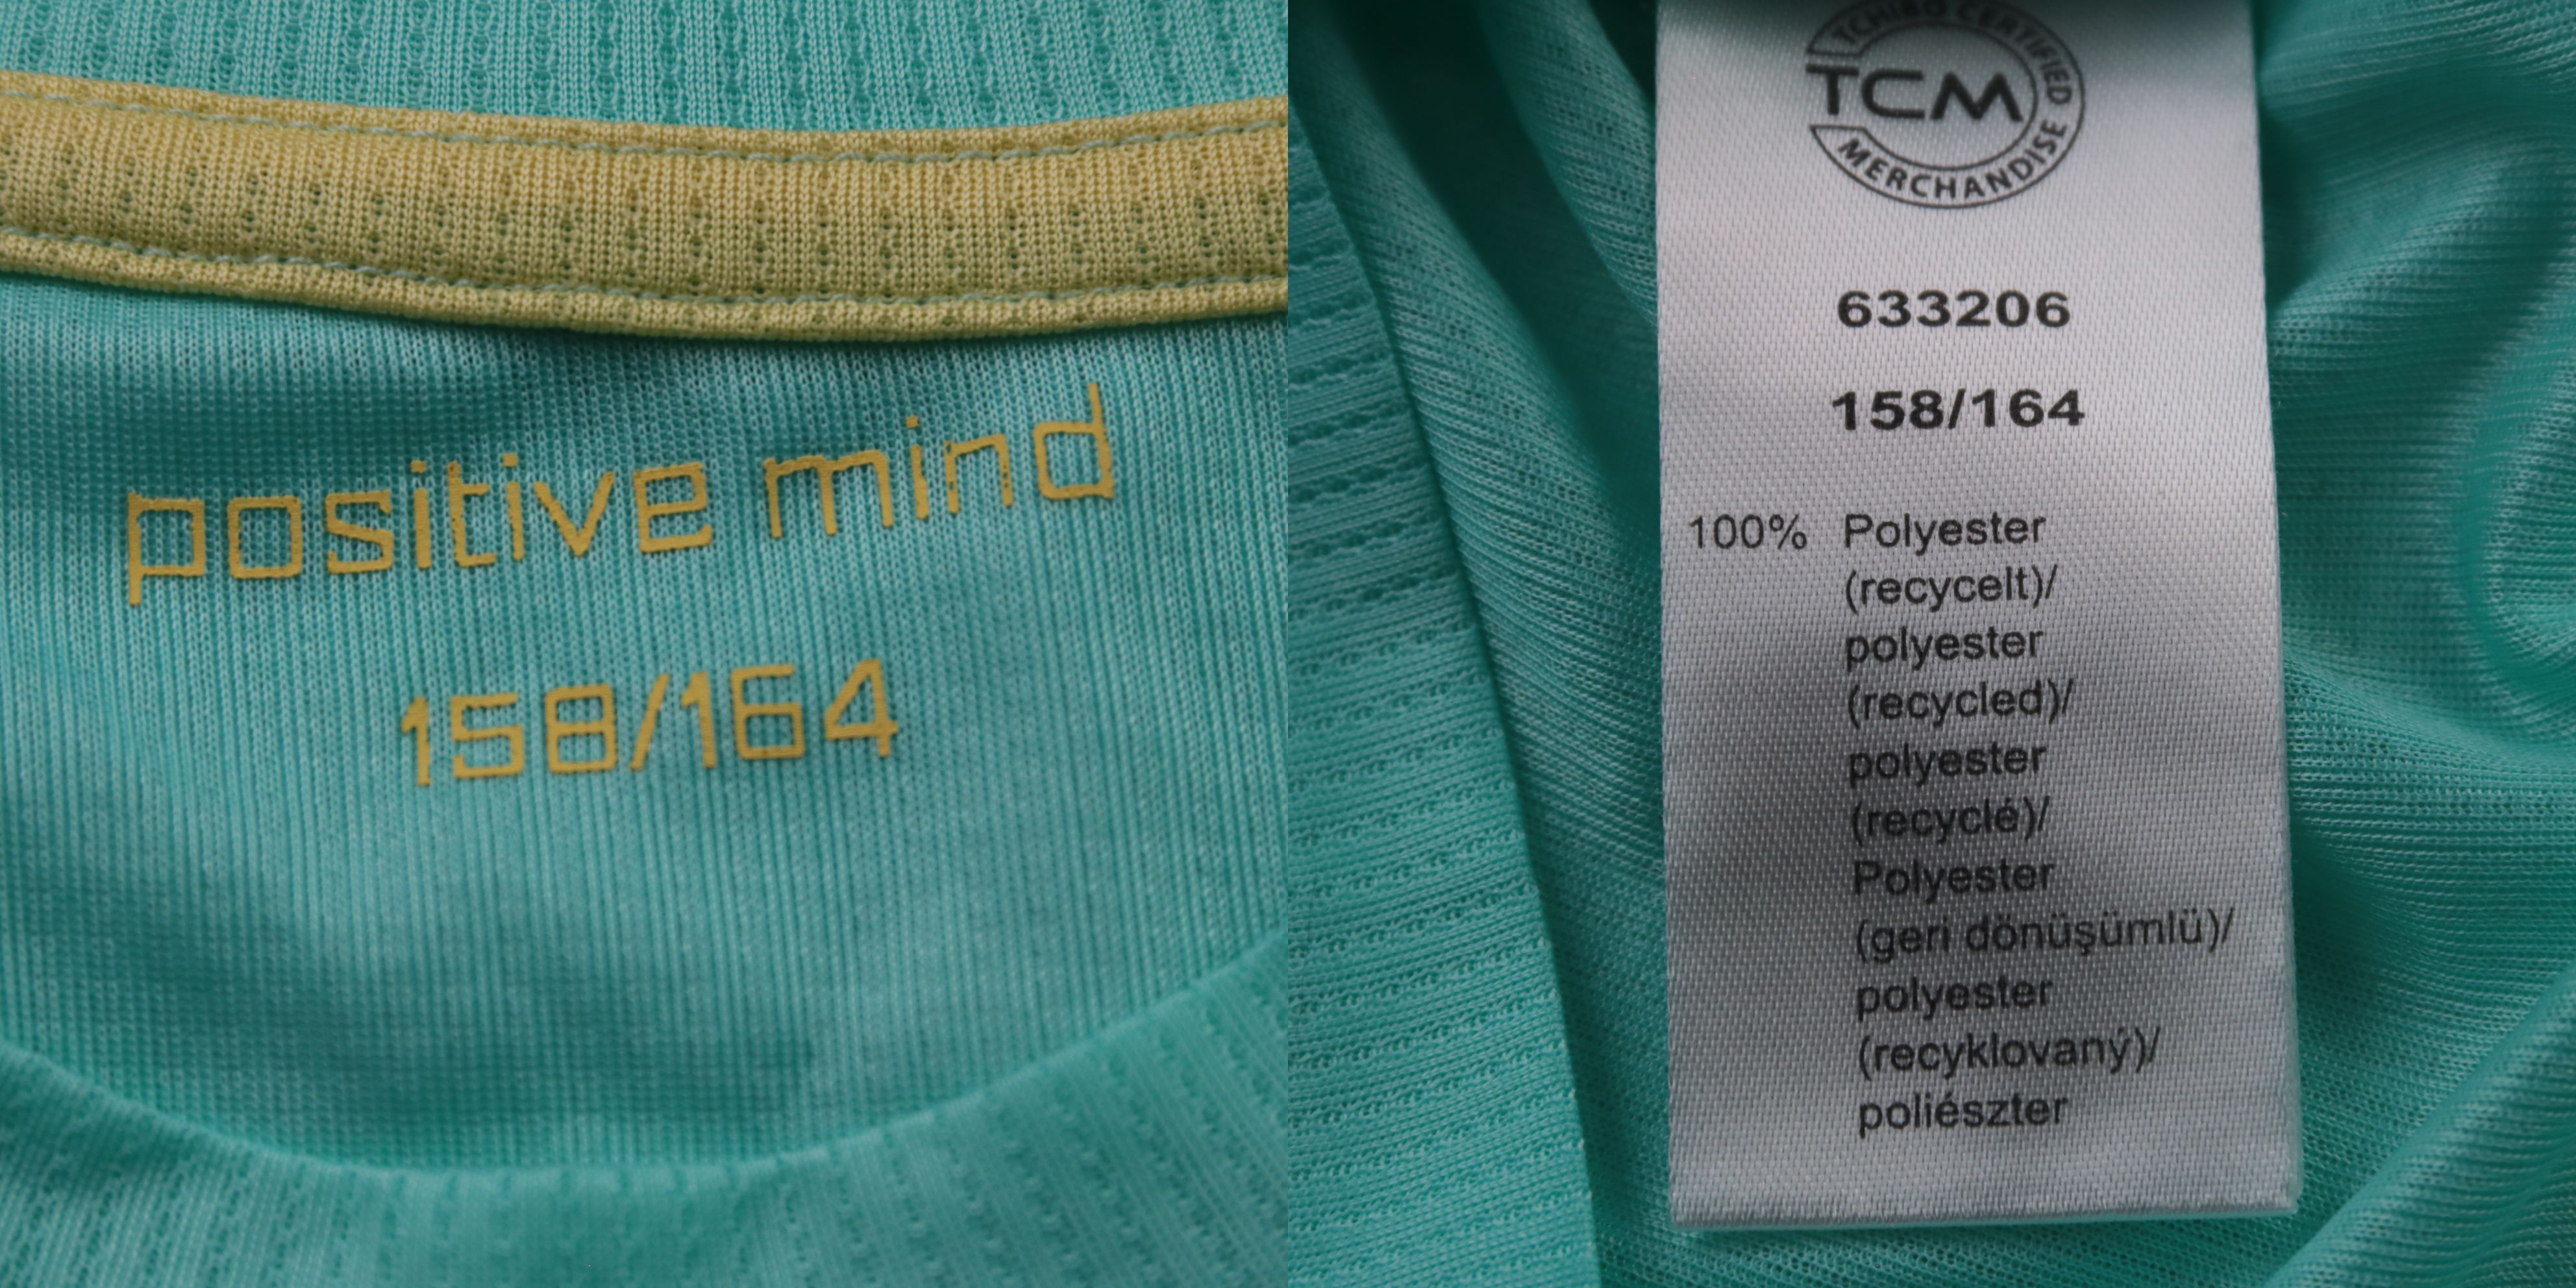 positive mind
158/164
TCHIBO CERTIFIED
TCM
MERCHANDISE
633206
158/164
100% Polyester
(recycelt)/
polyester
(recycled)/
polyester
(recyclé)/
Polyester
(geri dönüşümlü)/
polyester
(recyklovaný)/
poliészter